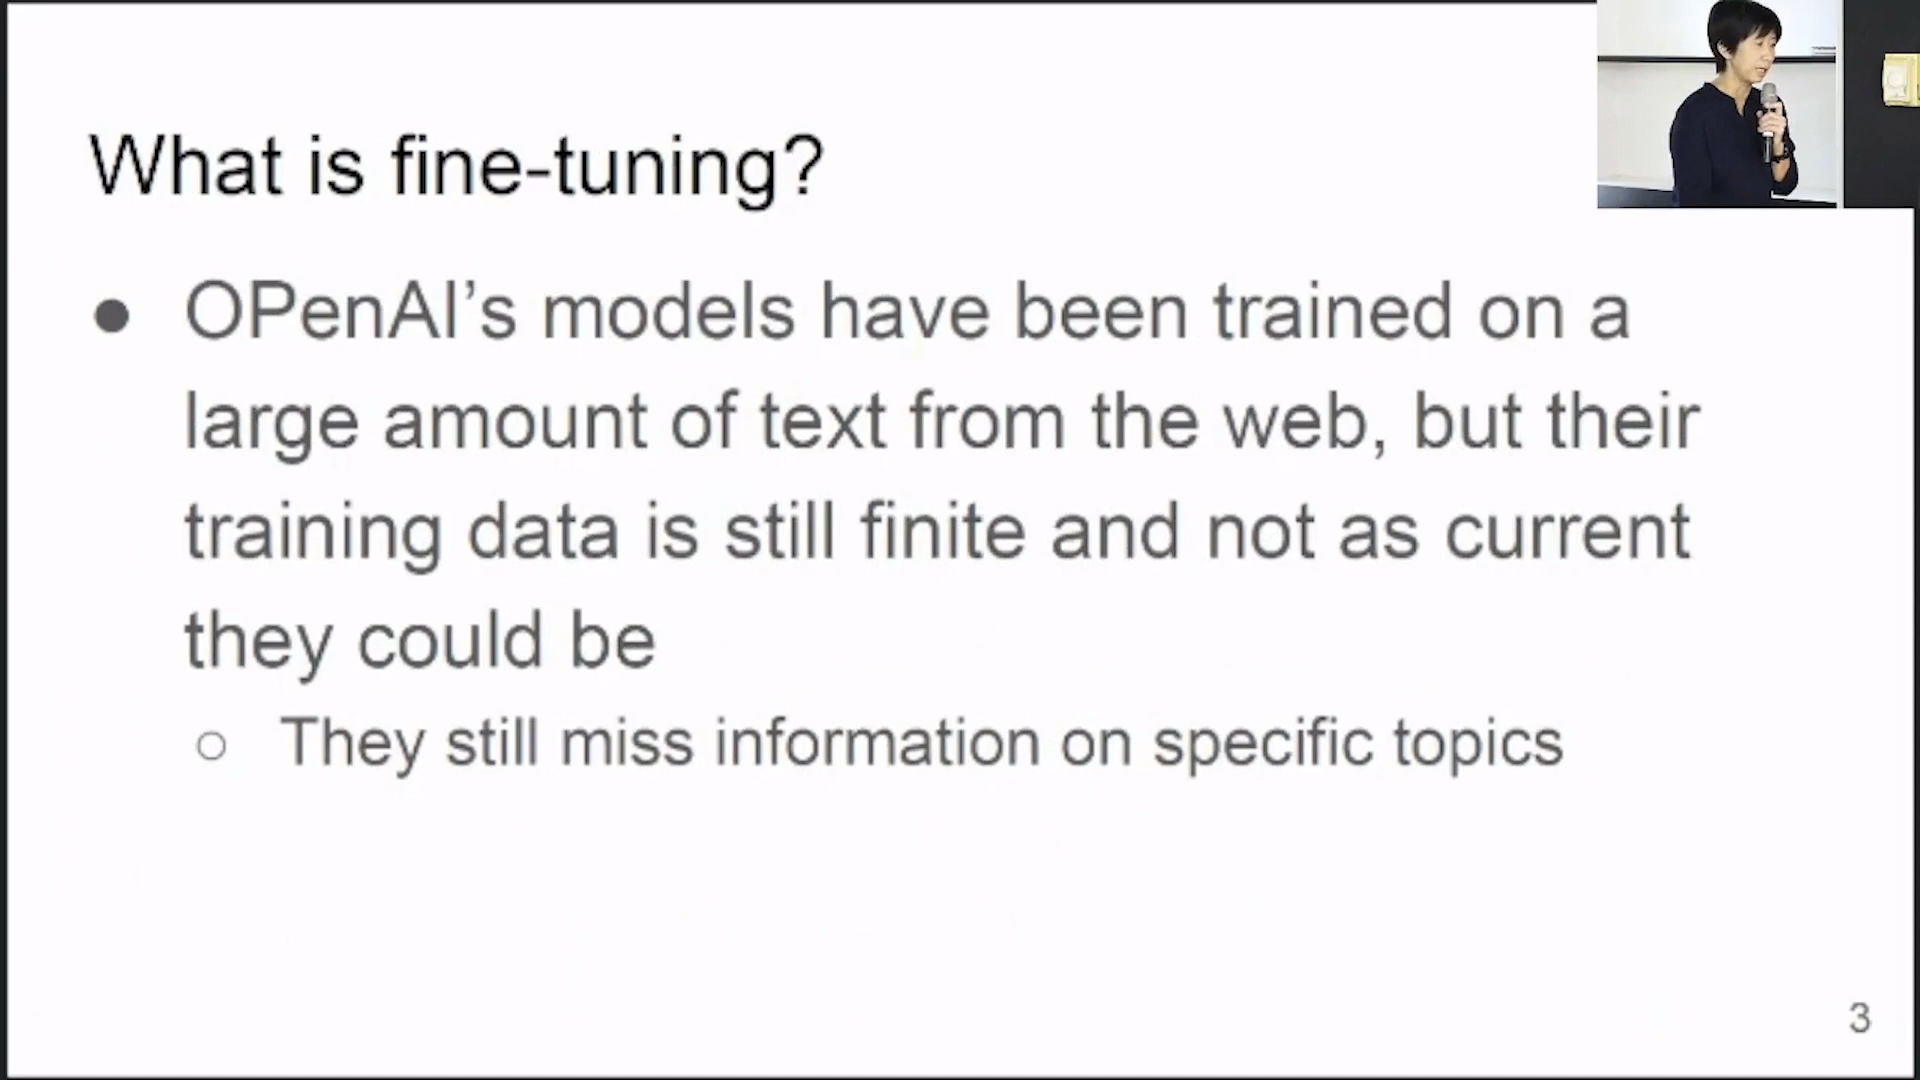 What is fine-tuning?
● OPenAI’s models have been trained on a
large amount of text from the web, but their
training data is still finite and not as current
they could be
○ They still miss information on specific topics
3